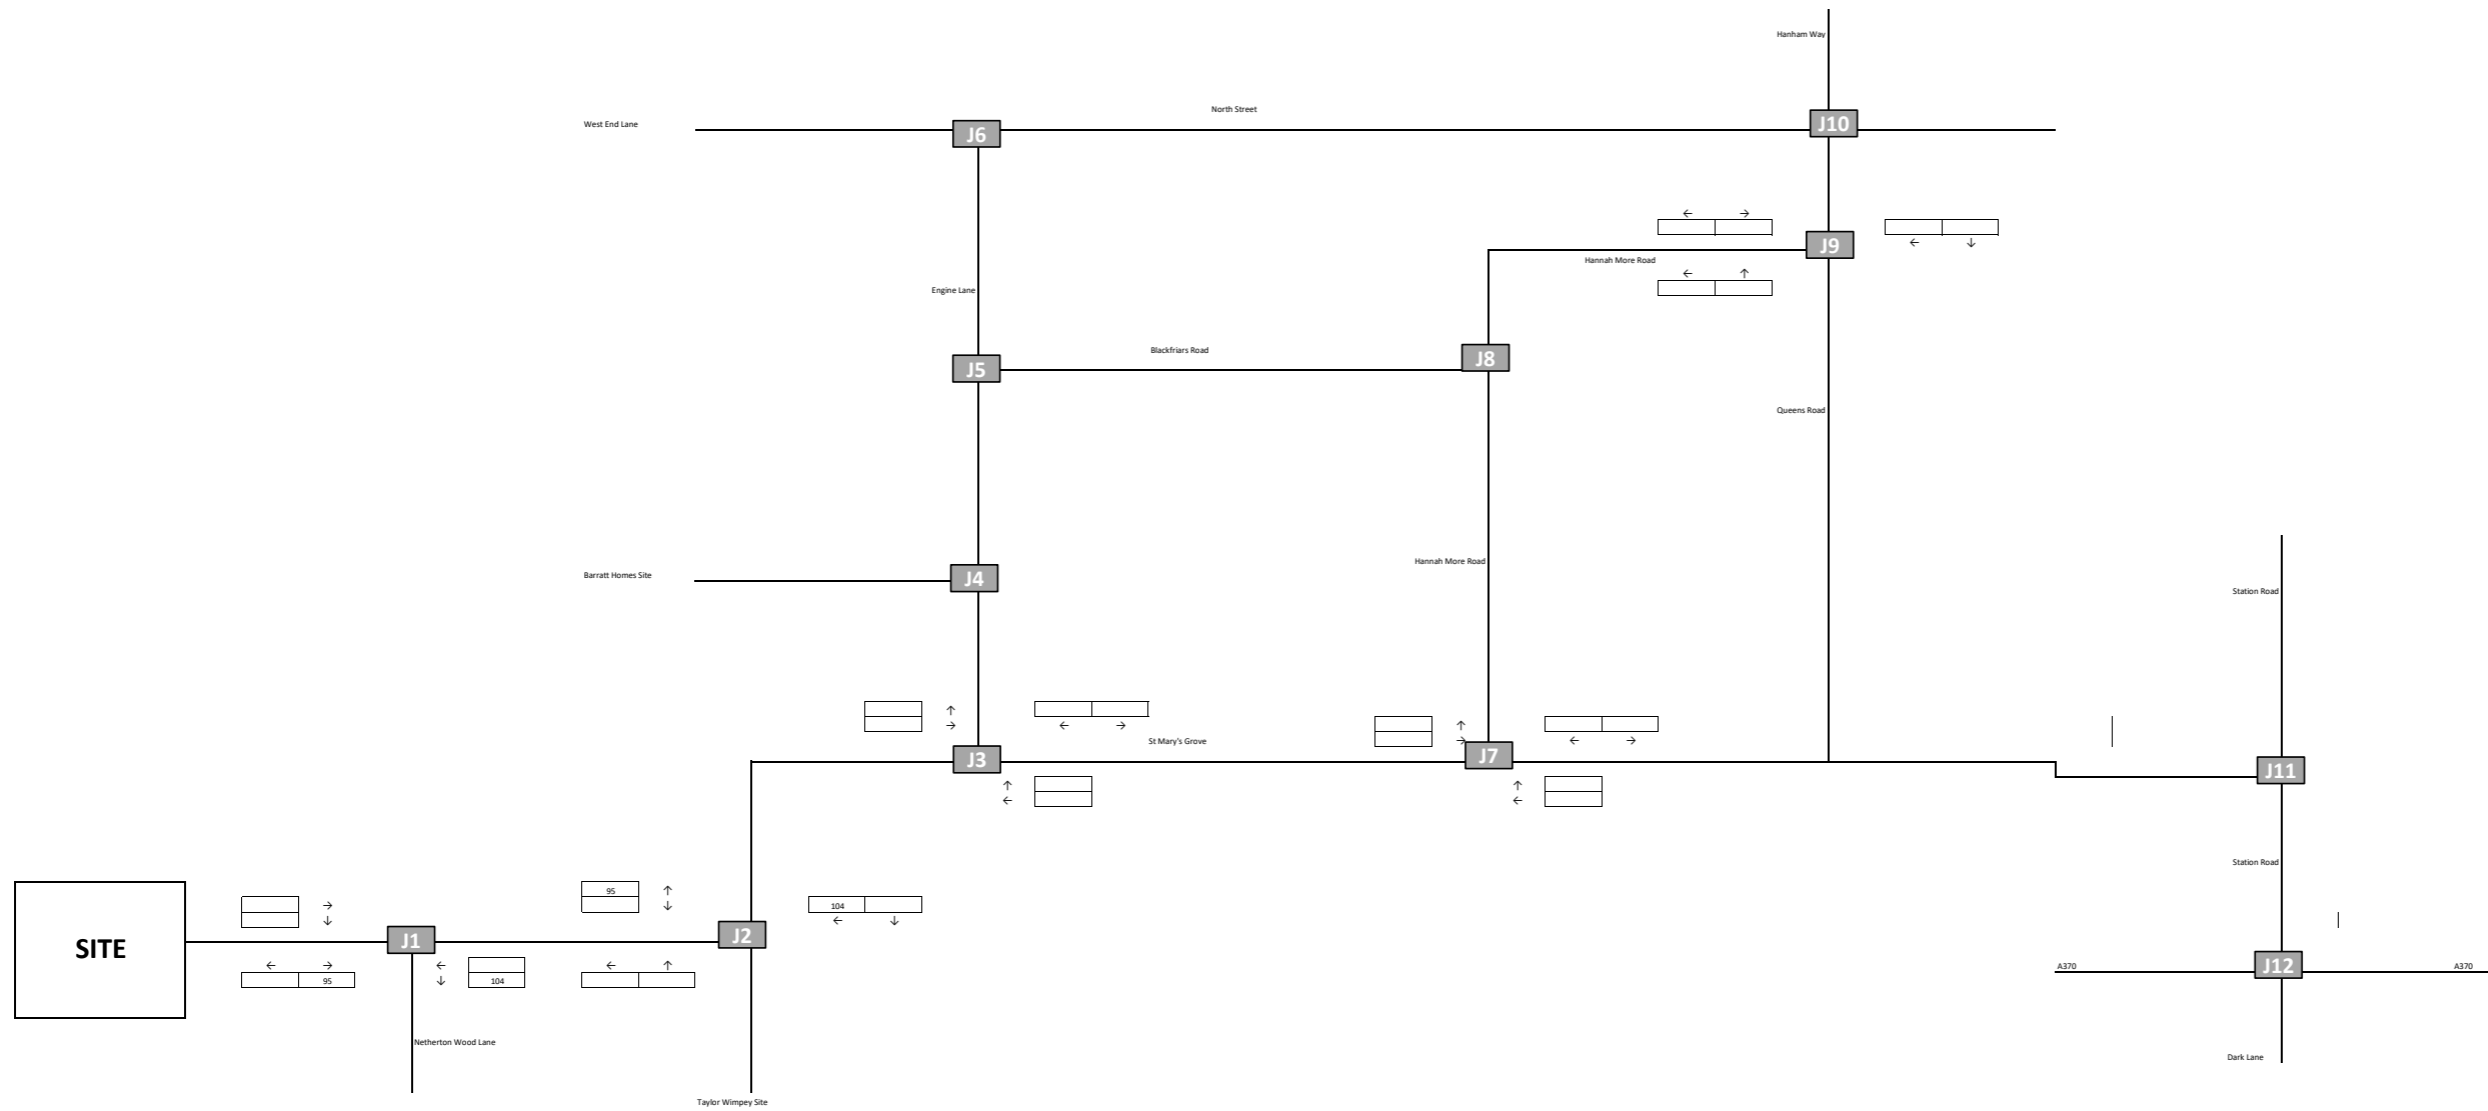 Hanham Way
North Street
West End Lane
J6
J10
← →
J9
← ↓
Hannah More Road
← ↑
Engine Lane
Blackfriars Road
J5
J8
Queens Road
Barratt Homes Site
J4
Hannah More Road
Station Road
↑
→
← →
St Mary's Grove
↑
→
← →
J3
J7
J11
↑
←
↑
←
Station Road
SITE
→
↓
95 ↑
↓
104
← ↓
J1
J2
← →
95
←
↓ 104
← ↑
A370
J12
A370
Netherton Wood Lane
Dark Lane
Taylor Wimpey Site